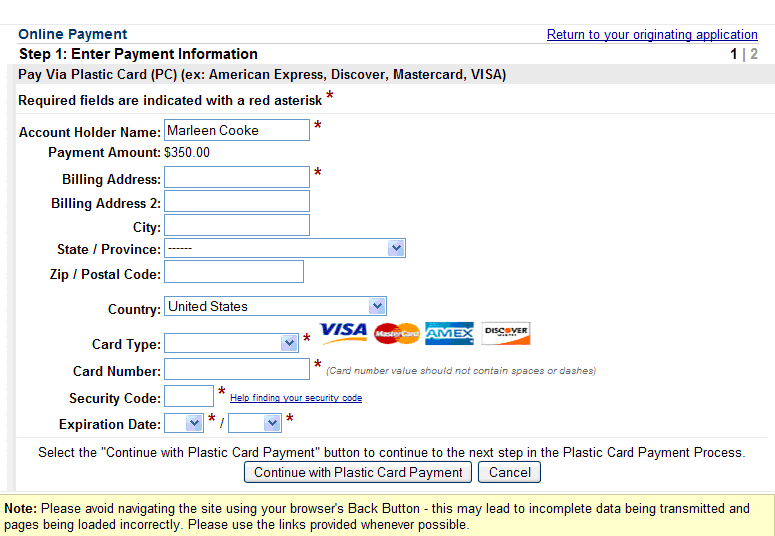 Online Payment Return to your originating application
Step 1: Enter Payment Information 1 | 2
Pay Via Plastic Card (PC) (ex: American Express, Discover, Mastercard, VISA)
Required fields are indicated with a red asterisk *
Account Holder Name: Marleen Cooke *
Payment Amount: $350.00
Billing Address: *
Billing Address 2:
City:
State / Province: ------
Zip / Postal Code:
Country: United States
Card Type: * VISA MasterCard AMEX DISCOVER
Card Number: * (Card number value should not contain spaces or dashes)
Security Code: * Help finding your security code
Expiration Date: * / *
Select the "Continue with Plastic Card Payment" button to continue to the next step in the Plastic Card Payment Process.
Continue with Plastic Card Payment Cancel
Note: Please avoid navigating the site using your browser's Back Button - this may lead to incomplete data being transmitted and
pages being loaded incorrectly. Please use the links provided whenever possible.